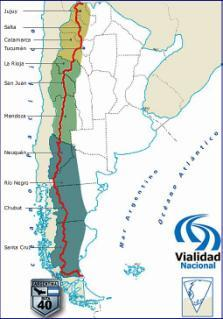 Jujuy
Salta
Catamarca
Tucumán
La Rioja
San Juan
Mendoza
Neuquén
Río Negro
Chubut
Santa Cruz
Mar Argentino
Océano Atlántico
Vialidad
Nacional
ARGENTINA
40